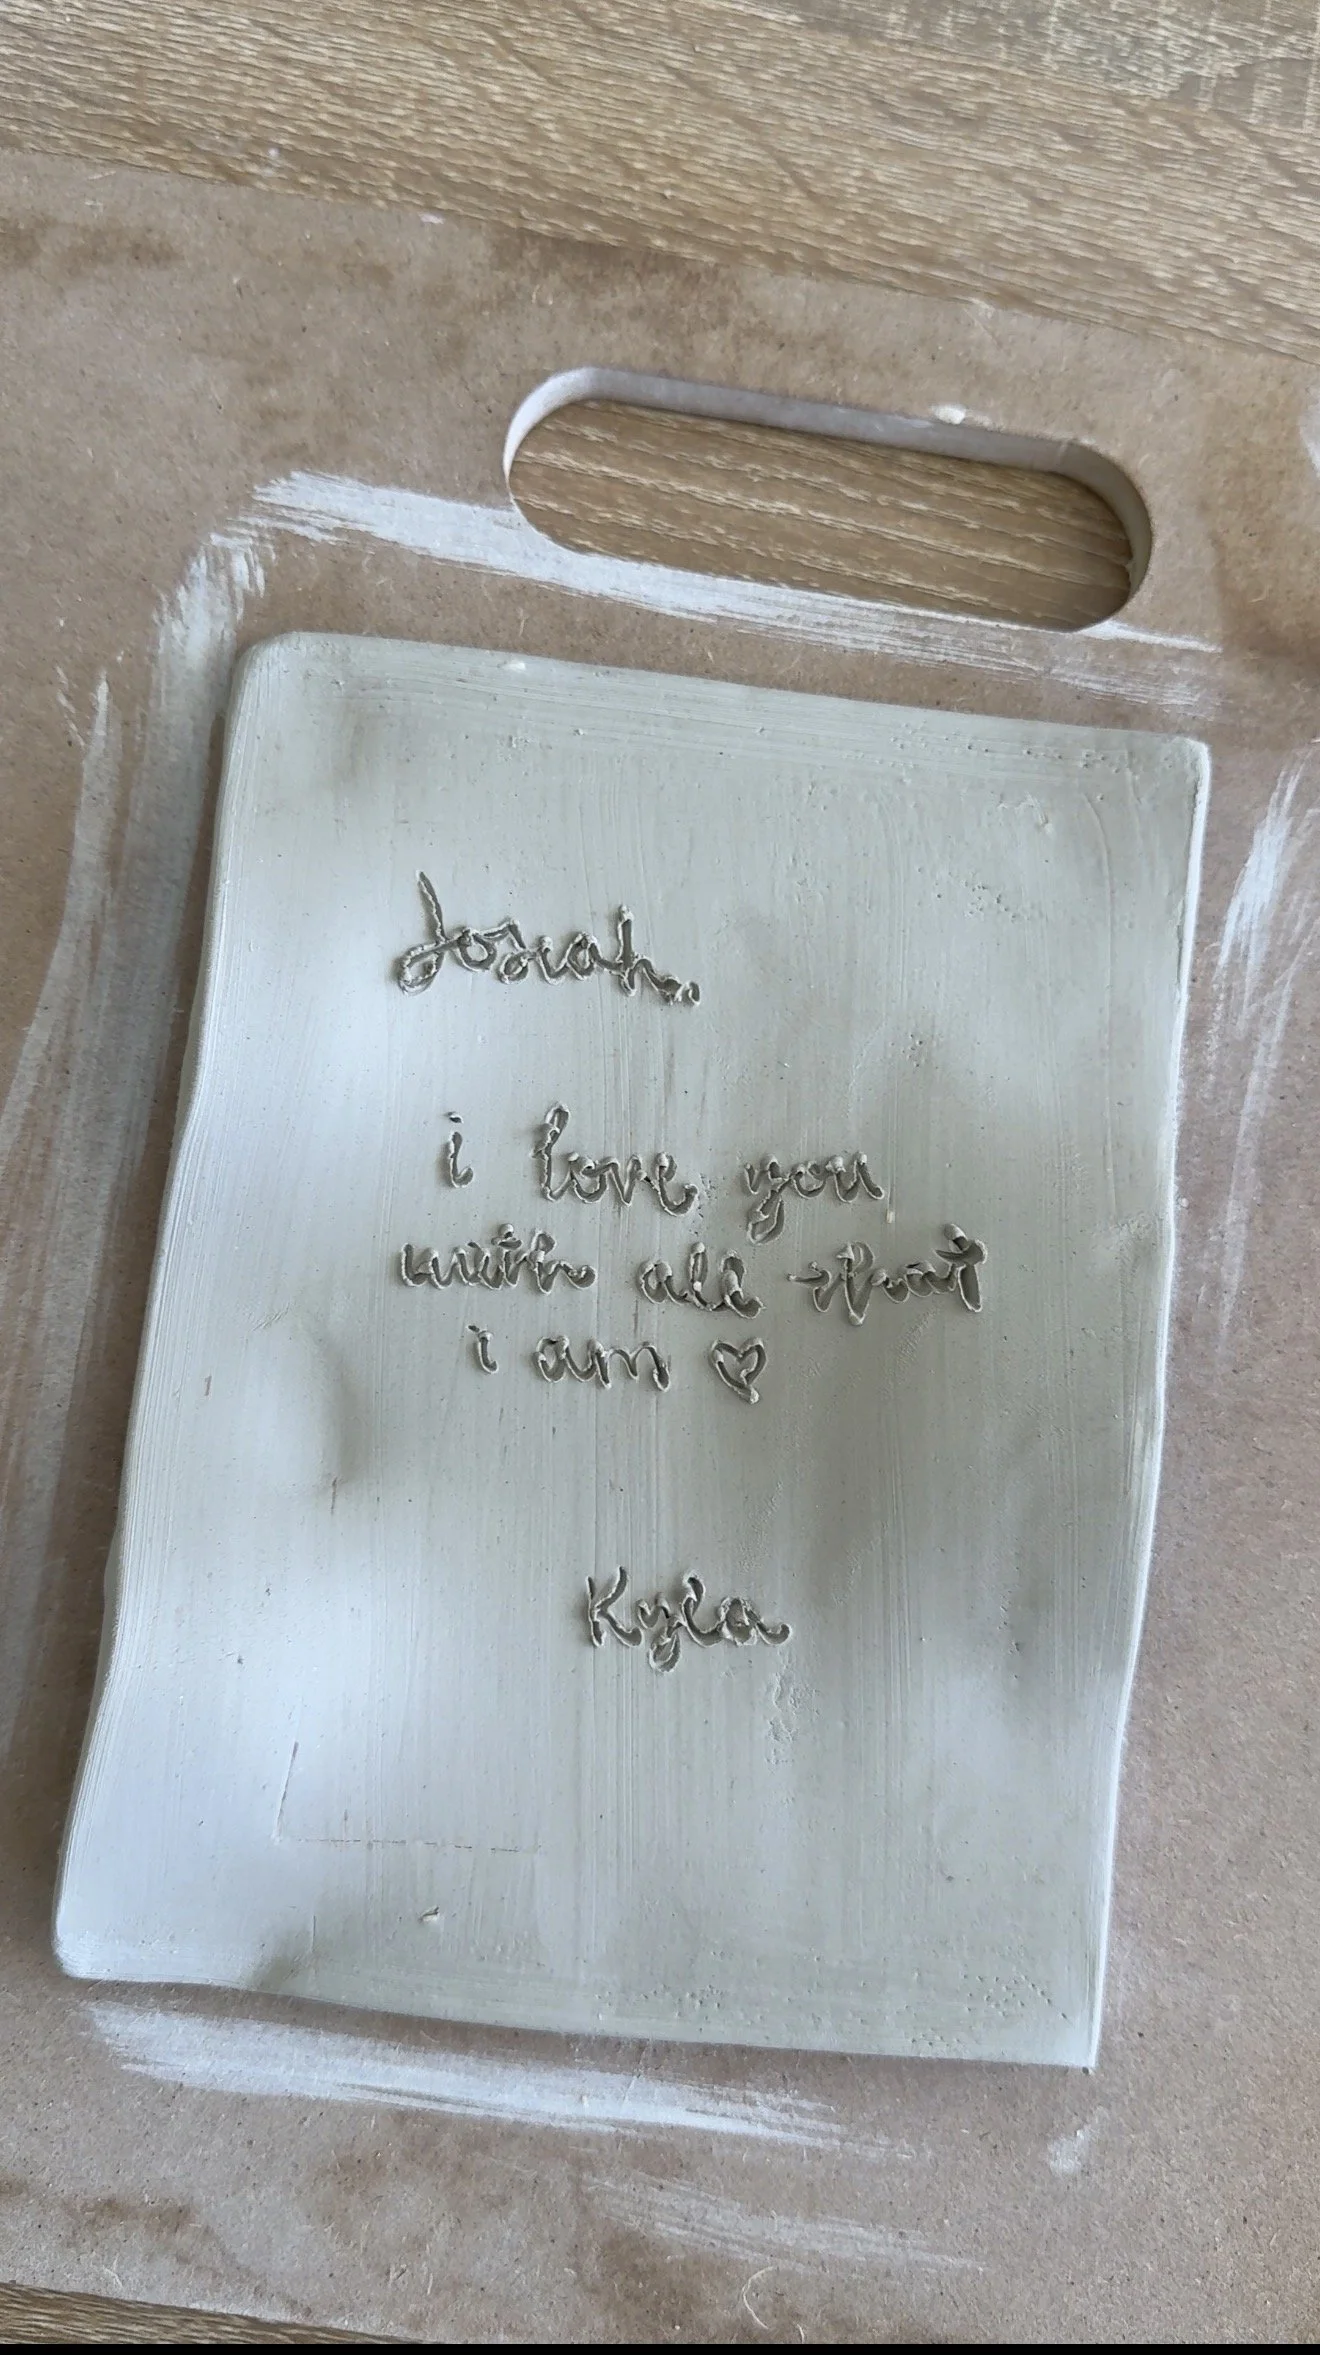 Josiah,
i love you
with all that
i am ♡
Kyla